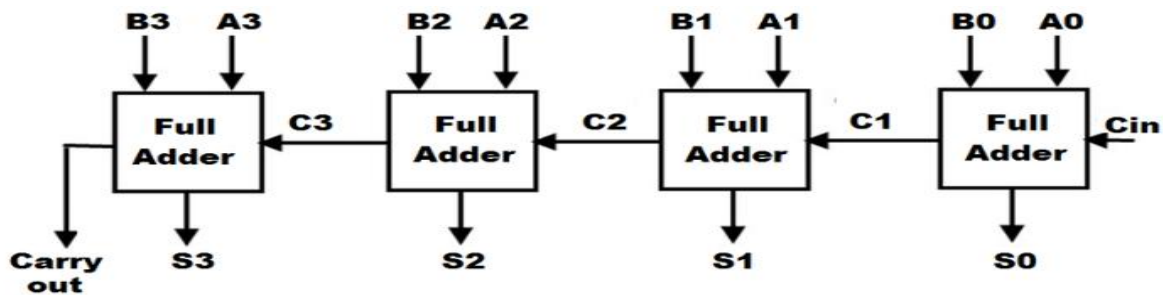 B3 A3 B2 A2 B1 A1 B0 A0
Full Adder
C3
Full Adder
C2
Full Adder
C1
Full Adder
Cin
Carry out
S3 S2 S1 S0